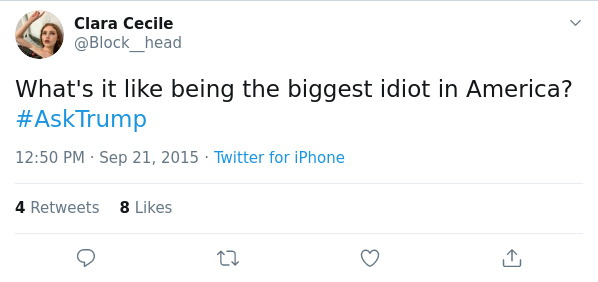 Clara Cecile
@Block__head
What's it like being the biggest idiot in America?
#AskTrump
12:50 PM · Sep 21, 2015 · Twitter for iPhone
4 Retweets 8 Likes